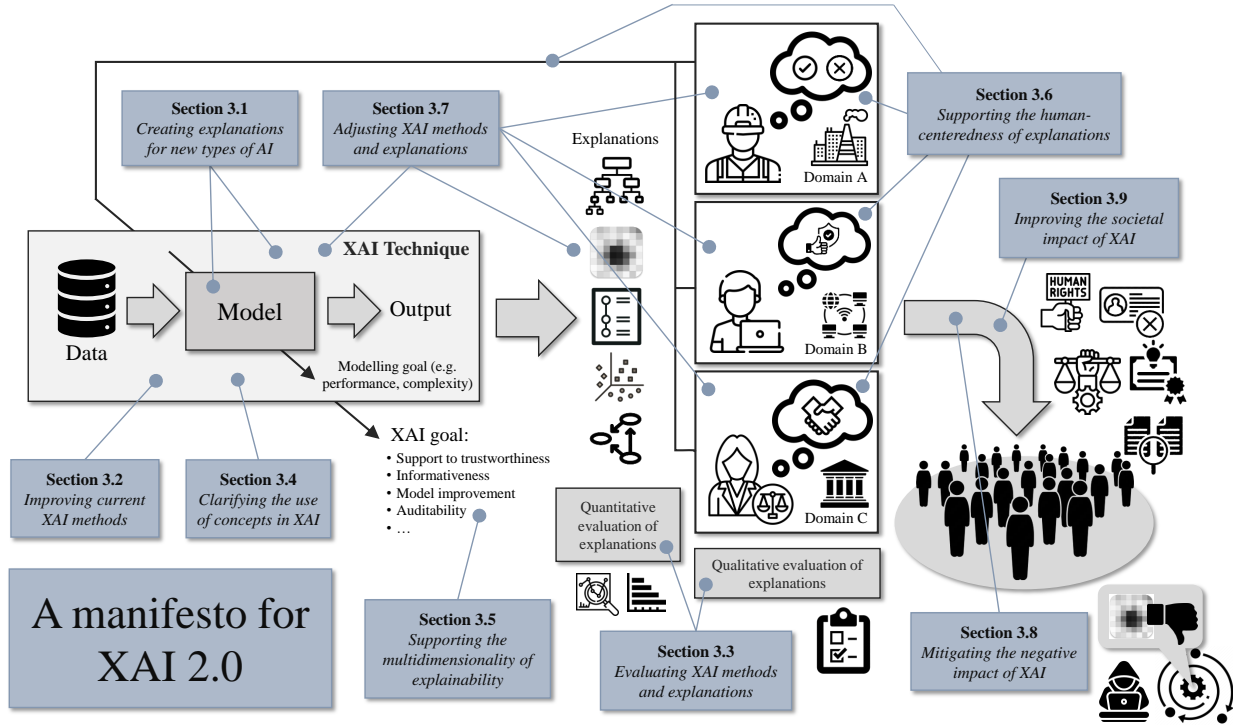 Section 3.1
Creating explanations
for new types of AI
Section 3.7
Adjusting XAI methods
and explanations
Explanations
Domain A
Section 3.6
Supporting the human-
centeredness of explanations
Section 3.9
Improving the societal
impact of XAI
HUMAN
RIGHTS
XAI Technique
Data
Model
Output
Modelling goal (e.g.
performance, complexity)
Domain B
Domain C
XAI goal:
• Support to trustworthiness
• Informativeness
• Model improvement
• Auditability
• …
Section 3.2
Improving current
XAI methods
Section 3.4
Clarifying the use
of concepts in XAI
Quantitative
evaluation of
explanations
Qualitative evaluation of
explanations
A manifesto for
XAI 2.0
Section 3.5
Supporting the
multidimensionality of
explainability
Section 3.3
Evaluating XAI methods
and explanations
Section 3.8
Mitigating the negative
impact of XAI